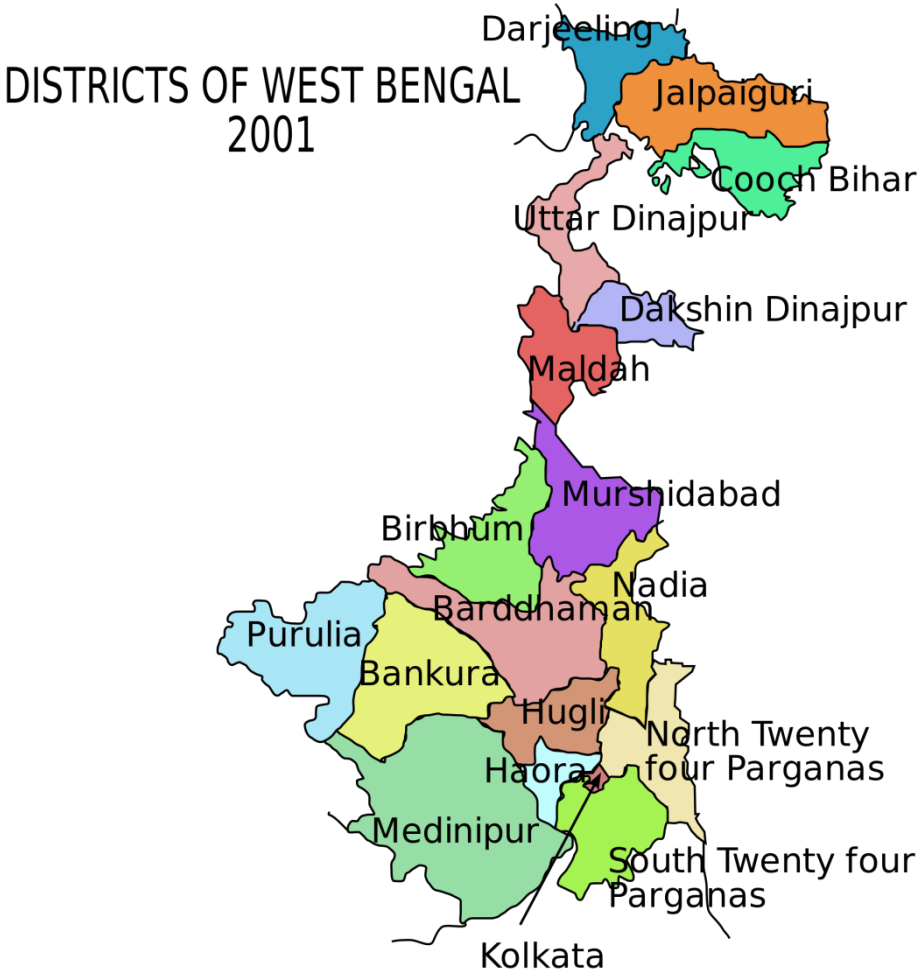 Darjeeling
DISTRICTS OF WEST BENGAL
2001
Jalpaiguri
Cooch Bihar
Uttar Dinajpur
Dakshin Dinajpur
Maldah
Murshidabad
Birbhum
Nadia
Barddhaman
Purulia
Bankura
Hugli
North Twenty
four Parganas
Haora
Medinipur
South Twenty four
Parganas
Kolkata